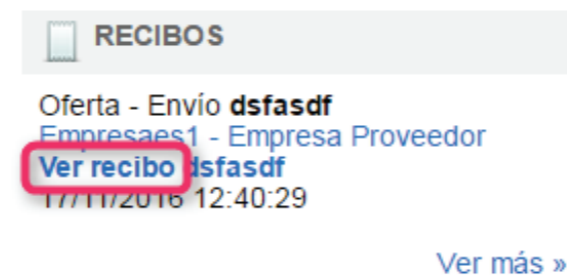 RECIBOS
Oferta - Envío dsfasdf
Empresaes1 - Empresa Proveedor
Ver recibo dsfasdf
17/11/2016 12:40:29
Ver más »